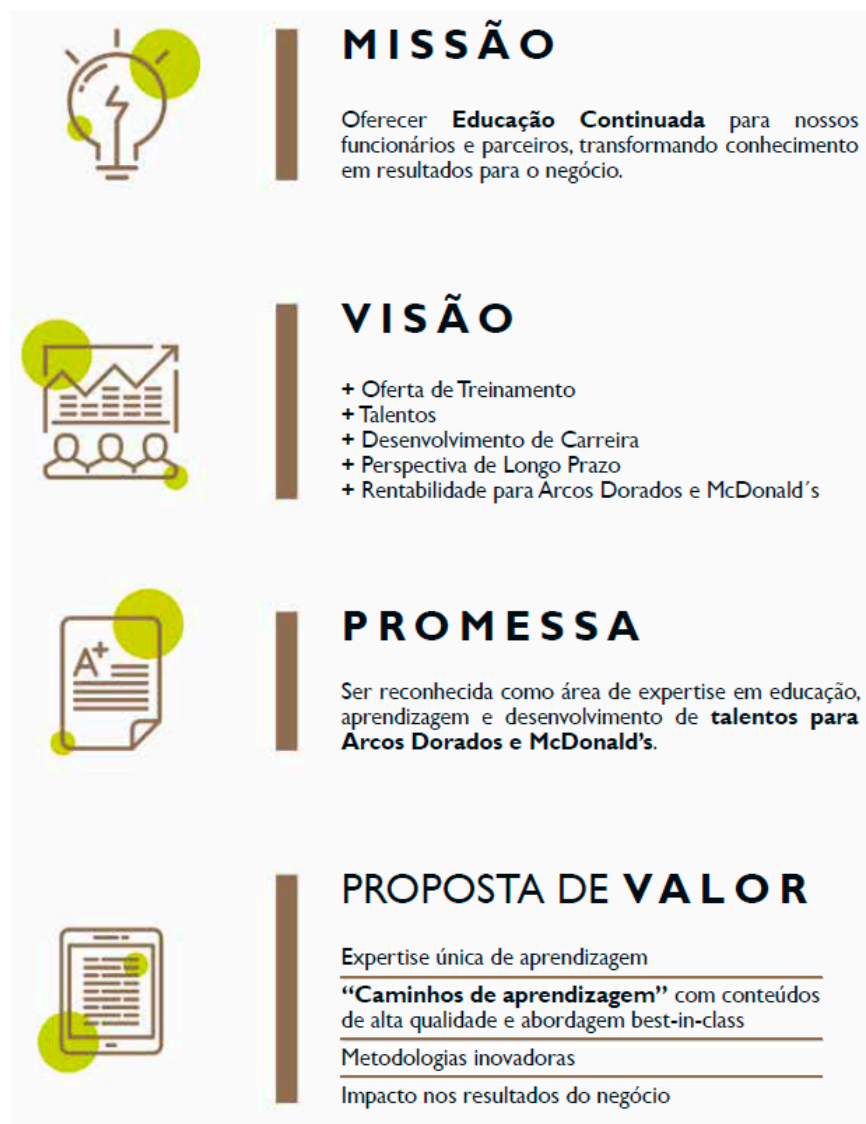 MISSÃO
Oferecer Educação Continuada para nossos
funcionários e parceiros, transformando conhecimento
em resultados para o negócio.
VISÃO
+ Oferta de Treinamento
+ Talentos
+ Desenvolvimento de Carreira
+ Perspectiva de Longo Prazo
+ Rentabilidade para Arcos Dorados e McDonald´s
A+
PROMESSA
Ser reconhecida como área de expertise em educação,
aprendizagem e desenvolvimento de talentos para
Arcos Dorados e McDonald’s.
PROPOSTA DE VALOR
Expertise única de aprendizagem
“Caminhos de aprendizagem” com conteúdos
de alta qualidade e abordagem best-in-class
Metodologias inovadoras
Impacto nos resultados do negócio